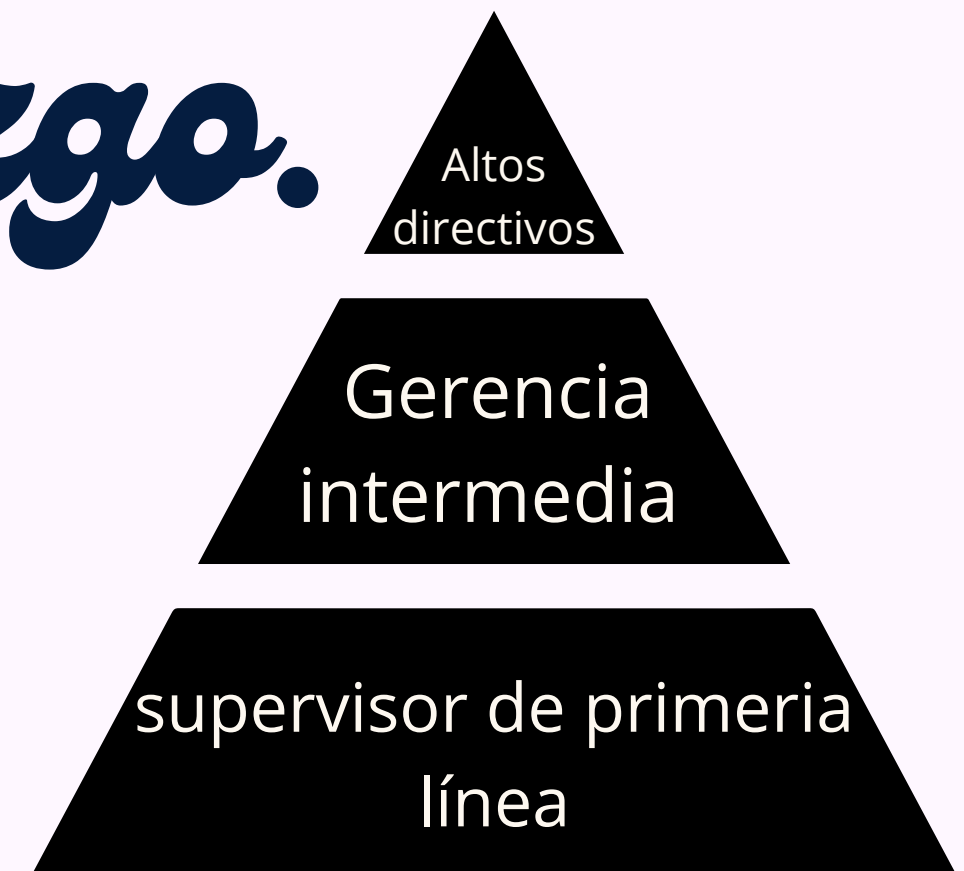 zgo.
Altos
directivos
Gerencia
intermedia
supervisor de primeria
línea